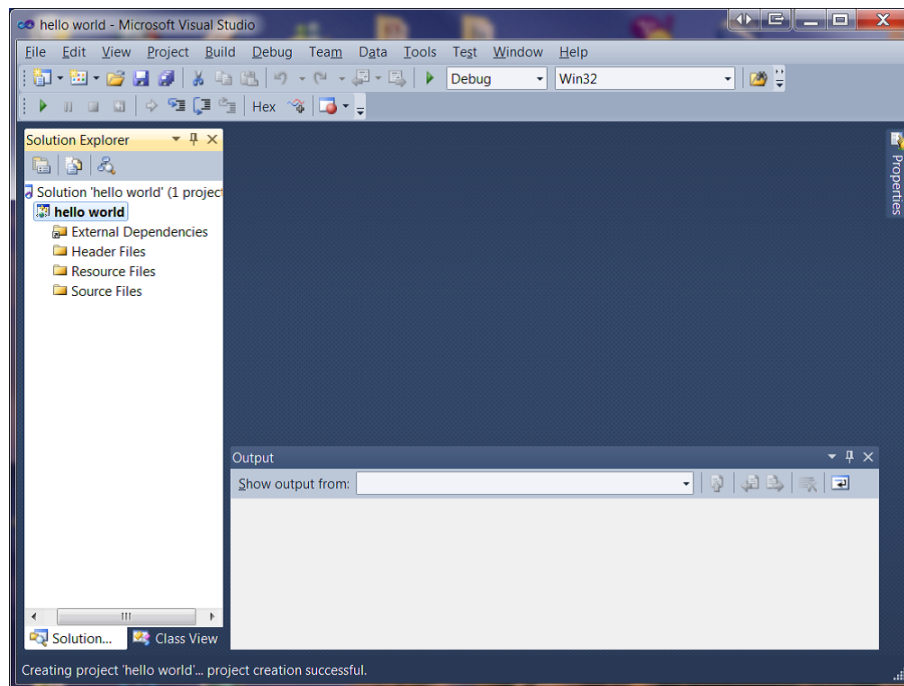 hello world - Microsoft Visual Studio
File Edit View Project Build Debug Team Data Tools Test Window Help
Debug Win32
Hex
Solution Explorer
Solution 'hello world' (1 project
hello world
External Dependencies
Header Files
Resource Files
Source Files
Properties
Output
Show output from:
Solution... Class View
Creating project 'hello world'... project creation successful.